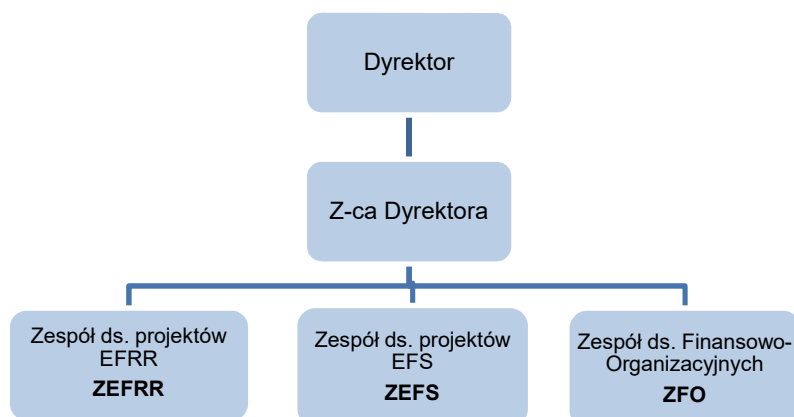 Dyrektor
Z-ca Dyrektora
Zespół ds. projektów
EFRR
ZEFRR
Zespół ds. projektów
EFS
ZEFS
Zespół ds. Finansowo-
Organizacyjnych
ZFO